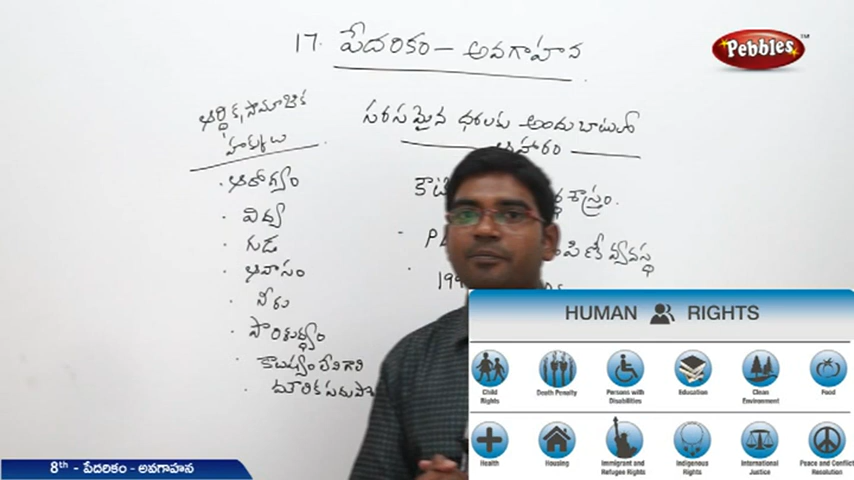 17. పేదరికం - అవగాహన
Pebbles™
ఆర్థిక, సామాజిక
హక్కులు
ఆరోగ్యం
విద్య
గుడ్డ
ఆవాసం
నీరు
పారిశుద్ధ్యం
కాలుష్యం లేని గాలి
సరసమైన ధరలకు అందుబాటులో
ఆహారం
శాస్త్రం.
వ్యవస్థ
HUMAN RIGHTS
Child Rights
Death Penalty
Persons with Disabilities
Education
Clean Environment
Food
Health
Housing
Immigrant and Refugee Rights
Indigenous Rights
International Justice
Peace and Conflict Resolution
8th - పేదరికం - అవగాహన